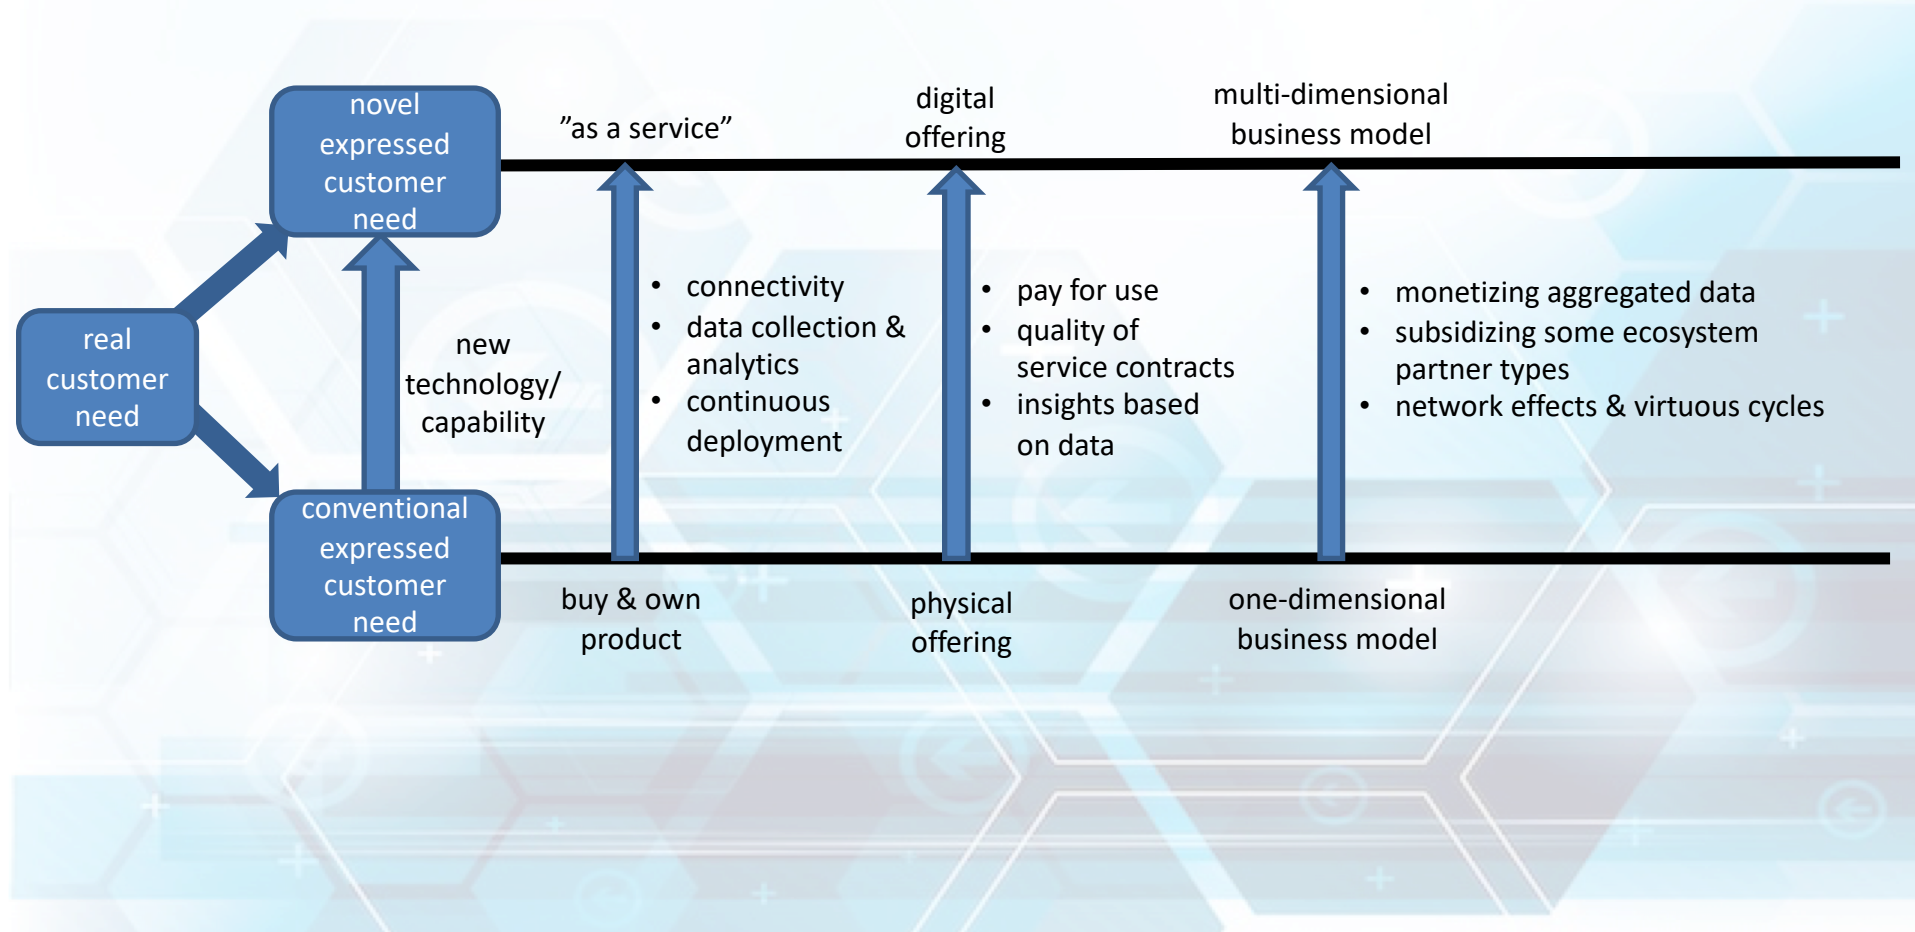 novel
expressed
customer
need
”as a service”
digital
offering
multi-dimensional
business model
real
customer
need
new
technology/
capability
• connectivity
• data collection &
analytics
• continuous
deployment
• pay for use
• quality of
service contracts
• insights based
on data
• monetizing aggregated data
• subsidizing some ecosystem
partner types
• network effects & virtuous cycles
conventional
expressed
customer
need
buy & own
product
physical
offering
one-dimensional
business model